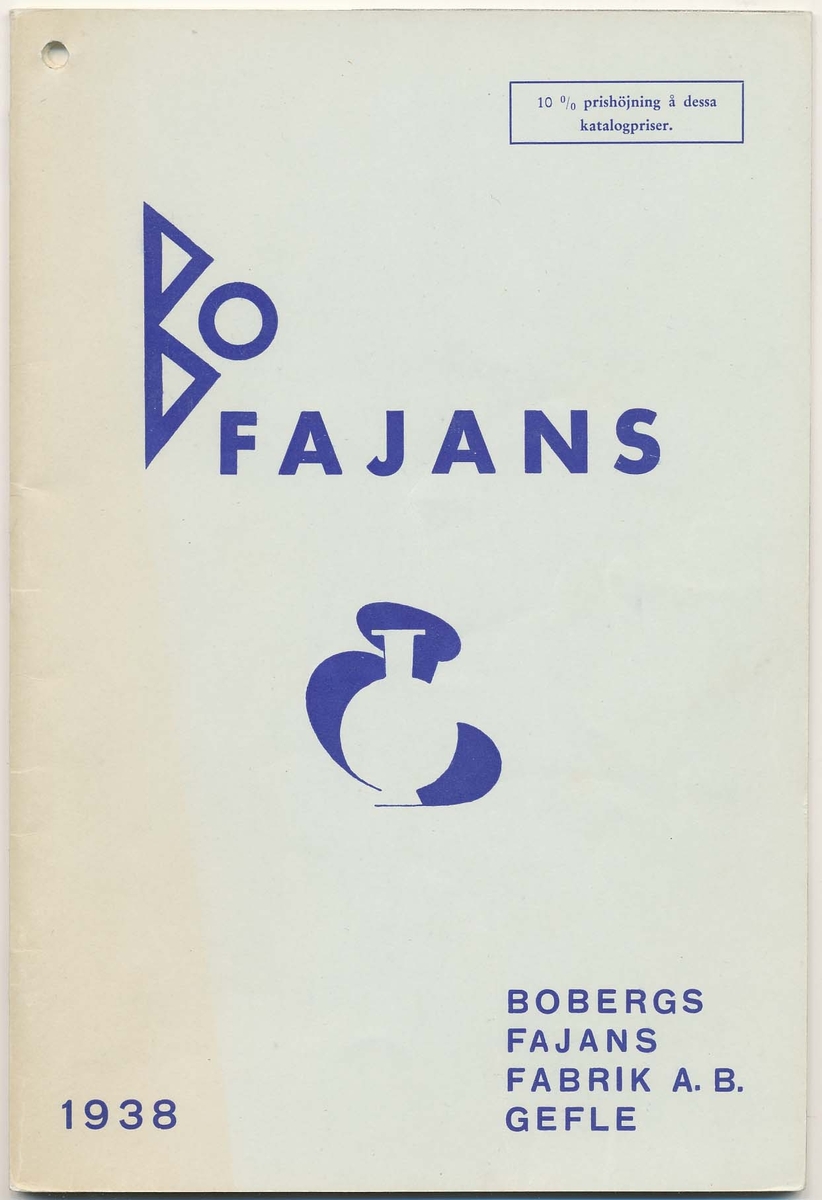 10 % prishöjning å dessa
katalogpriser.
BO
FAJANS
BOBERGS
FAJANS
FABRIK A.B.
GEFLE
1938